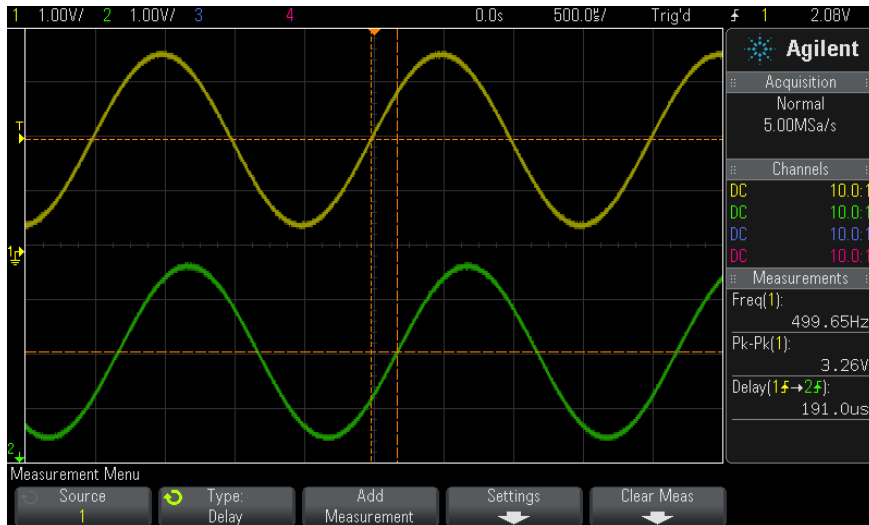 1 1.00V/ 2 1.00V/ 3 4 0.0s 500.0㎲/ Trig'd 1 2.08V
Agilent
Acquisition
Normal
5.00MSa/s
Channels
DC 10.0:1
DC 10.0:1
DC 10.0:1
DC 10.0:1
Measurements
Freq(1):
499.65Hz
Pk-Pk(1):
3.26V
Delay(1→2):
191.0us
T
1
2
Measurement Menu
Source
1
Type:
Delay
Add
Measurement
Settings
Clear Meas